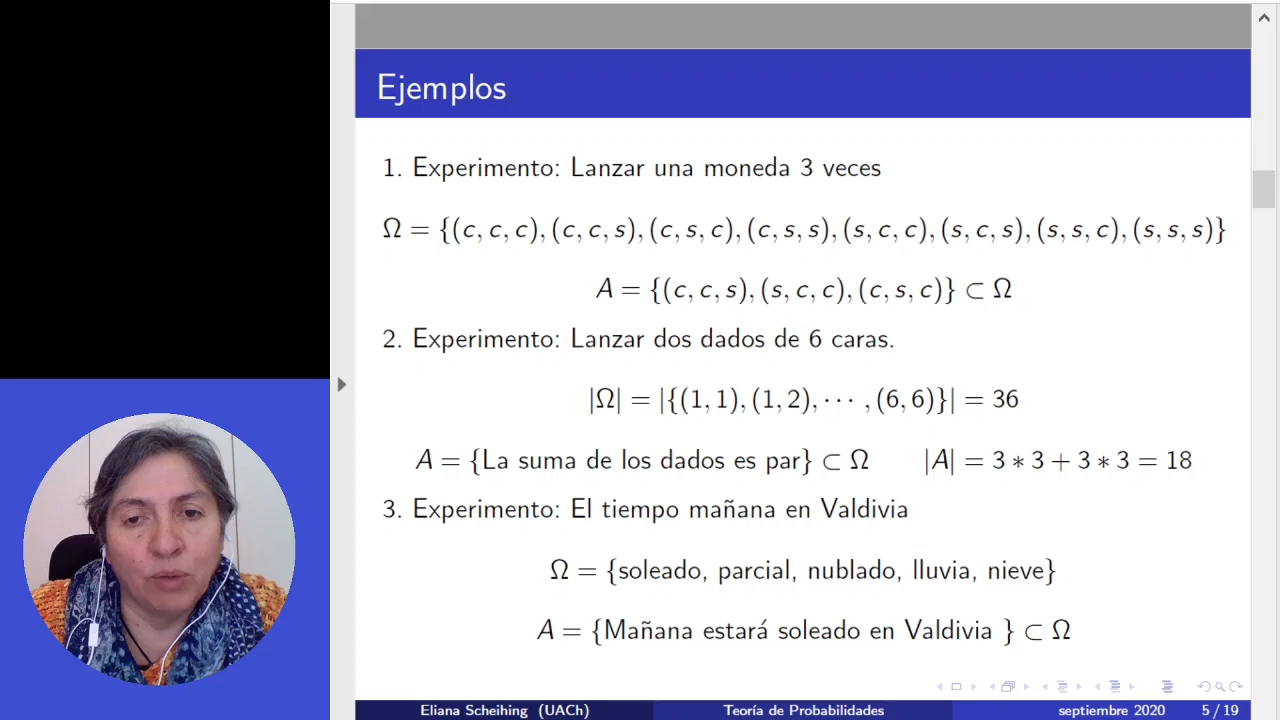 Ejemplos
1. Experimento: Lanzar una moneda 3 veces
Ω = {(c, c, c), (c, c, s), (c, s, c), (c, s, s), (s, c, c), (s, c, s), (s, s, c), (s, s, s)}
A = {(c, c, s), (s, c, c), (c, s, c)} ⊂ Ω
2. Experimento: Lanzar dos dados de 6 caras.
|Ω| = |{(1, 1), (1, 2), · · · , (6, 6)}| = 36
A = {La suma de los dados es par} ⊂ Ω |A| = 3 ∗ 3 + 3 ∗ 3 = 18
3. Experimento: El tiempo mañana en Valdivia
Ω = {soleado, parcial, nublado, lluvia, nieve}
A = {Mañana estará soleado en Valdivia } ⊂ Ω
Eliana Scheihing (UACh) Teoría de Probabilidades septiembre 2020 5 / 19